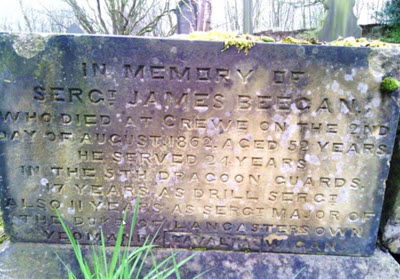 IN MEMORY OF
SERGT JAMES BEEGAN.
WHO DIED AT CREWE ON THE 2ND
DAY OF AUGUST. 1862. AGED 52 YEARS.
HE SERVED 24 YEARS
IN THE 5TH DRAGOON GUARDS.
7 YEARS AS DRILL SERGT
ALSO 11 YEARS AS SERGT MAJOR OF
THE DUKE OF LANCASTERS OWN